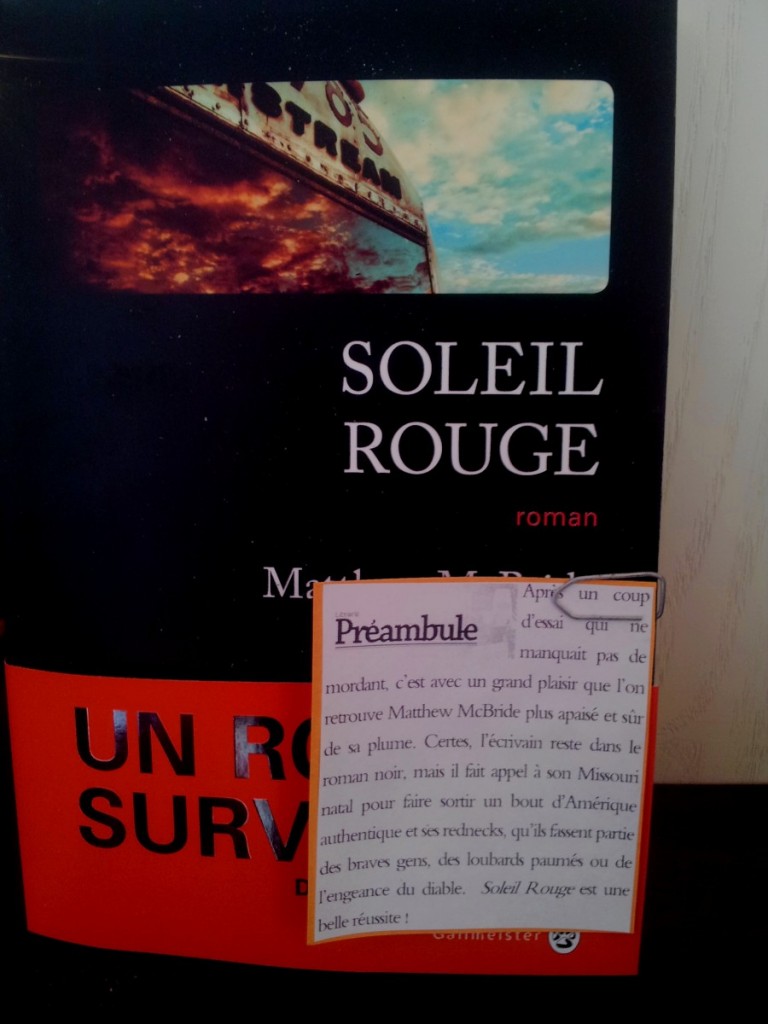 STREAM
SOLEIL
ROUGE
roman
UN RO
SURV
D
Librairie
Préambule
Après un coup
d'essai qui ne
manquait pas de
mordant, c'est avec un grand plaisir que l'on
retrouve Matthew McBride plus apaisé et sûr
de sa plume. Certes, l'écrivain reste dans le
roman noir, mais il fait appel à son Missouri
natal pour faire sortir un bout d'Amérique
authentique et ses rednecks, qu'ils fassent partie
des braves gens, des loubards paumés ou de
l'engeance du diable. Soleil Rouge est une
belle réussite !
Gallmeister